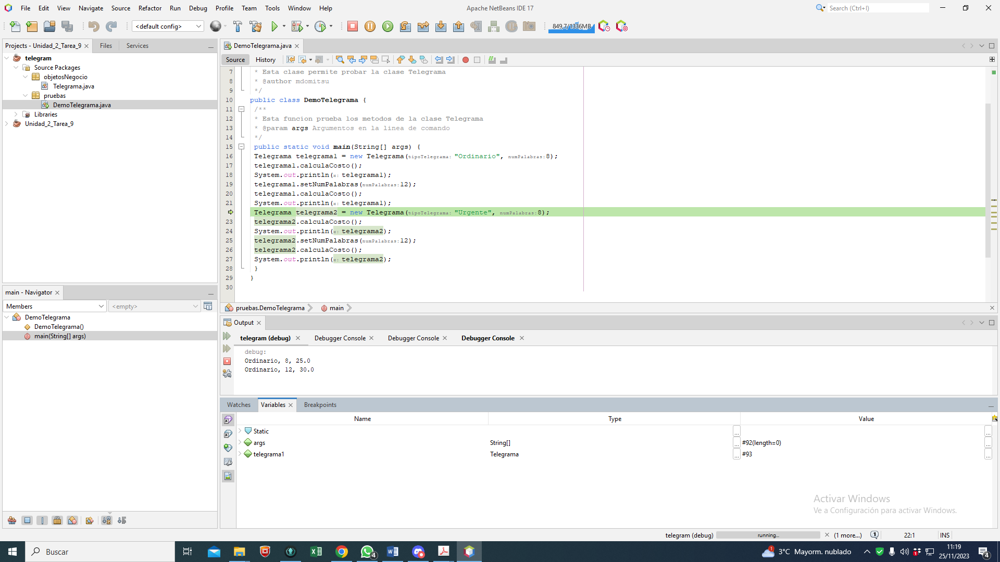 File Edit View Navigate Source Refactor Run Debug Profile Team Tools Window Help
Apache NetBeans IDE 17
Search (Ctrl+I)
<default config>
849,7/1336MB
Projects - Unidad_2_Tarea_9
Files
Services
telegram
Source Packages
objetosNegocio
Telegrama.java
pruebas
DemoTelegrama.java
Libraries
Unidad_2_Tarea_9
main - Navigator
Members
<empty>
DemoTelegrama
DemoTelegrama()
main(String[] args)
DemoTelegrama.java
Source
History
7 * Esta clase permite probar la clase Telegrama
8 * @author mdomitsu
9 */
10 public class DemoTelegrama {
11 /**
12 * Esta funcion prueba los metodos de la clase Telegrama
13 * @param args Argumentos en la linea de comando
14 */
15 public static void main(String[] args) {
16 Telegrama telegrama1 = new Telegrama(tipoTelegrama: "Ordinario", numPalabras:8);
17 telegrama1.calculaCosto();
18 System.out.println(x: telegrama1);
19 telegrama1.setNumPalabras(numPalabras:12);
20 telegrama1.calculaCosto();
21 System.out.println(x: telegrama1);
Telegrama telegrama2 = new Telegrama(tipoTelegrama: "Urgente", numPalabras:8);
23 telegrama2.calculaCosto();
24 System.out.println(x: telegrama2);
25 telegrama2.setNumPalabras(numPalabras:12);
26 telegrama2.calculaCosto();
27 System.out.println(x: telegrama2);
28 }
29 }
30
pruebas.DemoTelegrama
main
Output
telegram (debug)
Debugger Console
Debugger Console
Debugger Console
debug:
Ordinario, 8, 25.0
Ordinario, 12, 30.0
Watches
Variables
Breakpoints
Name Type Value
Static
args String[] #92(length=0)
telegrama1 Telegrama #93
Activar Windows
Ve a Configuración para activar Windows.
telegram (debug) running... (1 more...) 1 22:1 INS
Buscar
4
1
3°C Mayorm. nublado
11:19
25/11/2023
4